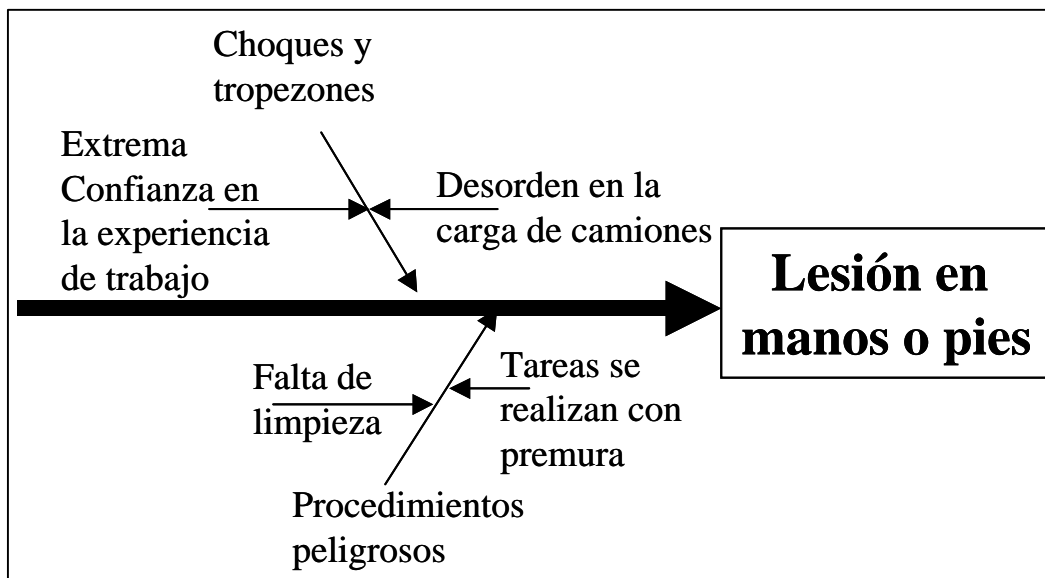 Choques y
tropezones
Extrema
Confianza en
la experiencia
de trabajo
Desorden en la
carga de camiones
Lesión en
manos o pies
Falta de
limpieza
Tareas se
realizan con
premura
Procedimientos
peligrosos